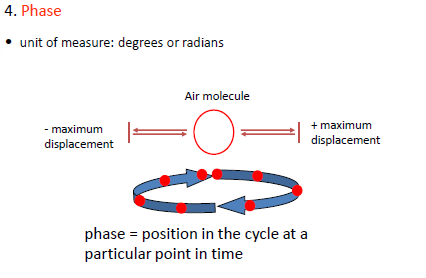 4. Phase
• unit of measure: degrees or radians
Air molecule
- maximum
displacement
+ maximum
displacement
phase = position in the cycle at a
particular point in time